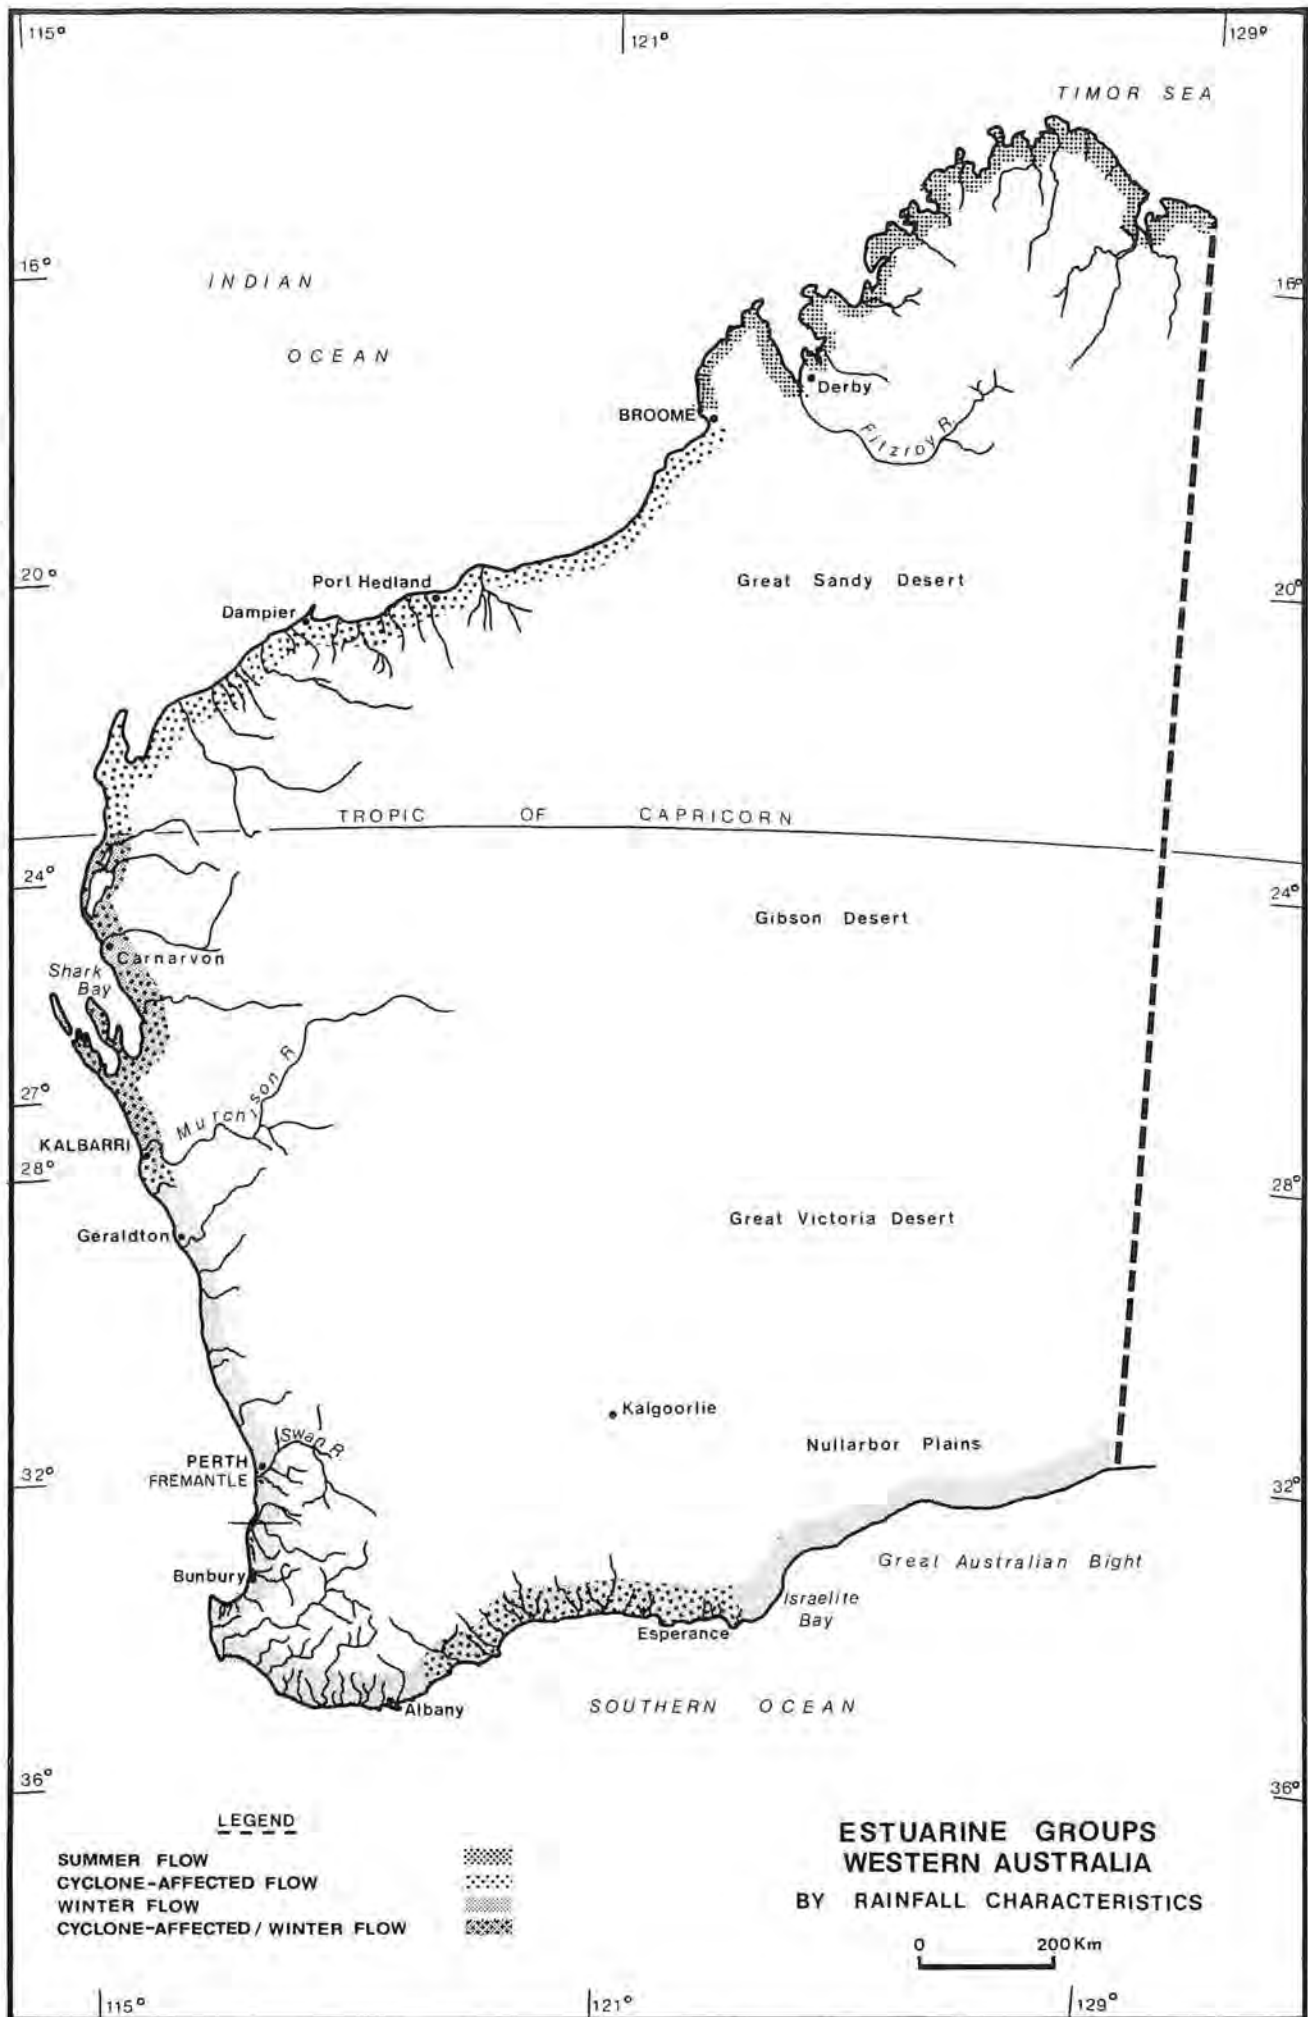 115°
121°
129°
TIMOR SEA
16°
INDIAN
16°
OCEAN
Derby
BROOME
Fitzroy R.
20°
Port Hedland
Great Sandy Desert
20°
Dampier
TROPIC OF CAPRICORN
24°
24°
Gibson Desert
Carnarvon
Shark
Bay
27°
Murchison R
KALBARRI
28°
28°
Geraldton
Great Victoria Desert
Kalgoorlie
Swan R.
Nullarbor Plains
PERTH
FREMANTLE
32°
32°
Great Australian Bight
Bunbury
Israelite
Bay
Esperance
Albany
SOUTHERN OCEAN
36°
36°
LEGEND
SUMMER FLOW
CYCLONE-AFFECTED FLOW
WINTER FLOW
CYCLONE-AFFECTED / WINTER FLOW
ESTUARINE GROUPS
WESTERN AUSTRALIA
BY RAINFALL CHARACTERISTICS
0 200 Km
115°
121°
129°